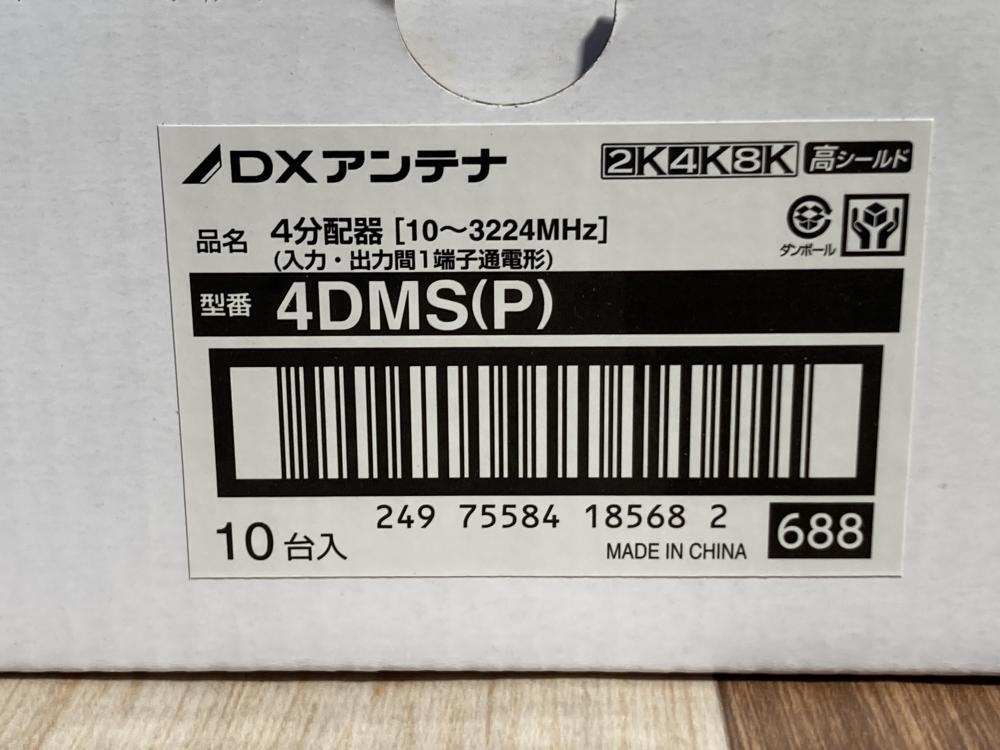 DXアンテナ 2K4K8K 高シールド
品名 4分配器 [10～3224MHz]
(入力・出力間1端子通電形)
ダンボール
型番 4DMS(P)
249 75584 18568 2
10台入 MADE IN CHINA 688